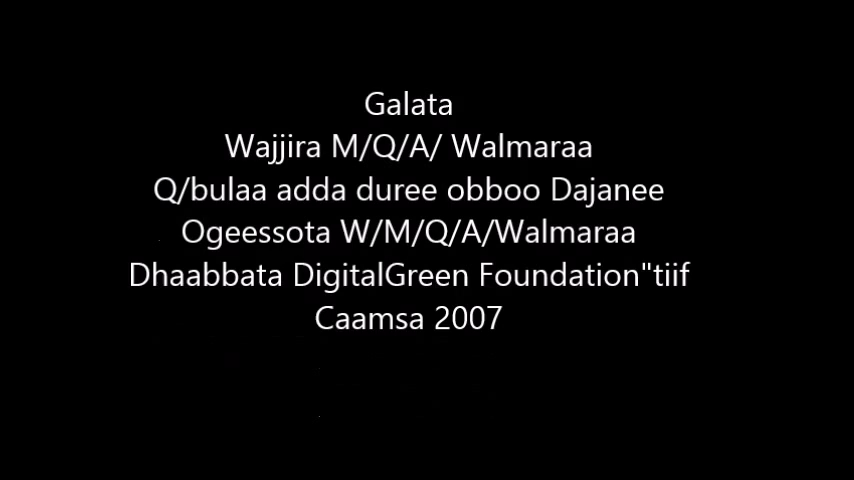 Galata
Wajjira M/Q/A/ Walmaraa
Q/bulaa adda duree obboo Dajanee
Ogeessota W/M/Q/A/Walmaraa
Dhaabbata DigitalGreen Foundation"tiif
Caamsa 2007